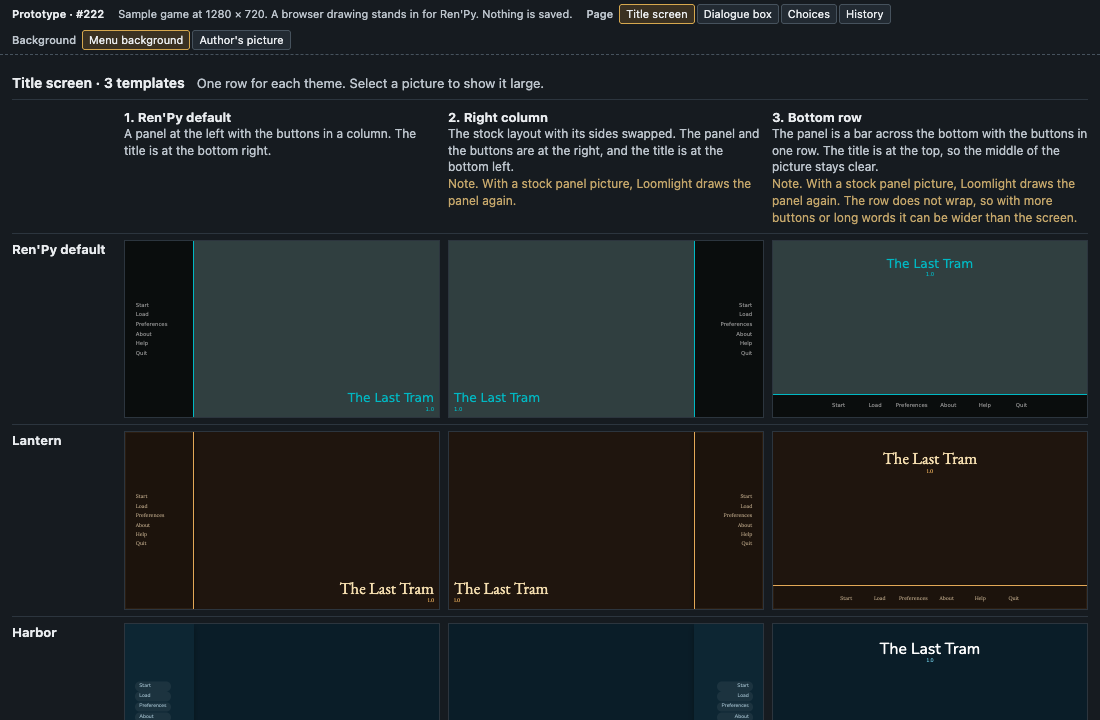 Prototype · #222 Sample game at 1280 × 720. A browser drawing stands in for Ren'Py. Nothing is saved. Page Title screen Dialogue box Choices History
Background Menu background Author's picture
Title screen · 3 templates One row for each theme. Select a picture to show it large.
1. Ren'Py default
A panel at the left with the buttons in a column. The
title is at the bottom right.
2. Right column
The stock layout with its sides swapped. The panel and
the buttons are at the right, and the title is at the
bottom left.
Note. With a stock panel picture, Loomlight draws the
panel again.
3. Bottom row
The panel is a bar across the bottom with the buttons in
one row. The title is at the top, so the middle of the
picture stays clear.
Note. With a stock panel picture, Loomlight draws the
panel again. The row does not wrap, so with more
buttons or long words it can be wider than the screen.
Ren'Py default
Start
Load
Preferences
About
Help
Quit
The Last Tram
1.0
Start
Load
Preferences
About
Help
Quit
The Last Tram
1.0
The Last Tram
1.0
Start Load Preferences About Help Quit
Lantern
Start
Load
Preferences
About
Help
Quit
The Last Tram
1.0
Start
Load
Preferences
About
Help
Quit
The Last Tram
1.0
The Last Tram
1.0
Start Load Preferences About Help Quit
Harbor
Start
Load
Preferences
About
Start
Load
Preferences
About
The Last Tram
1.0